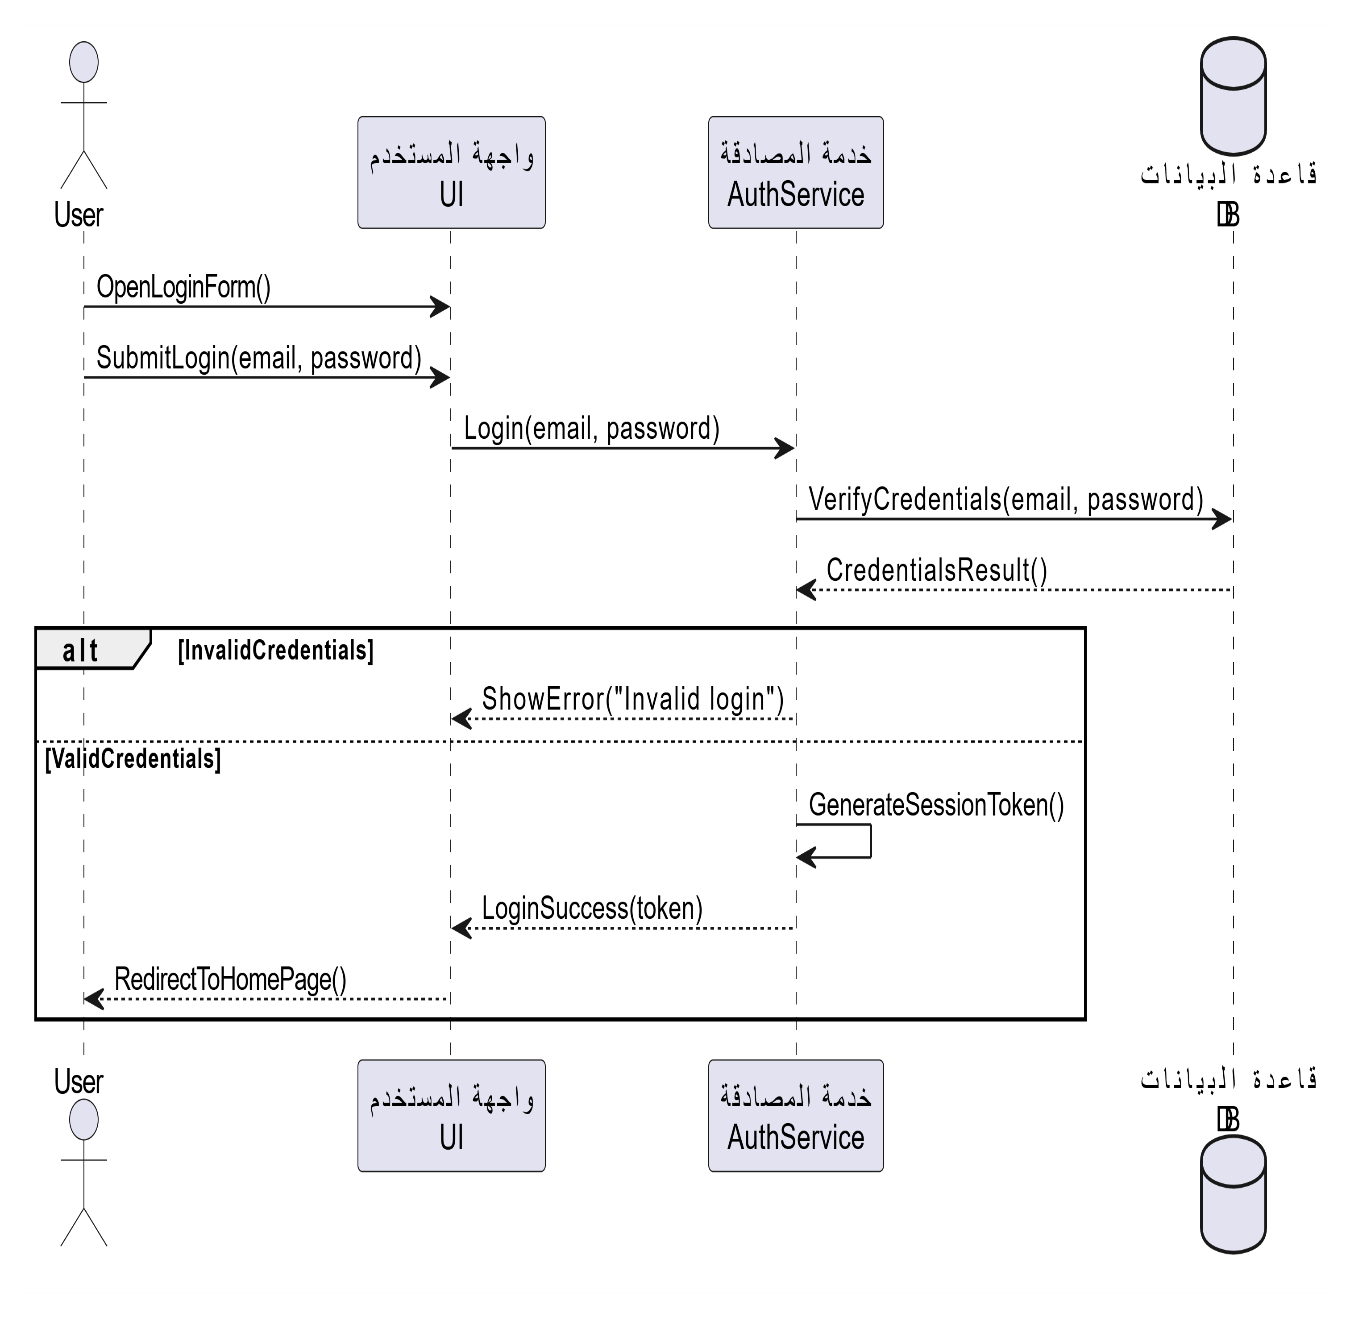 User
واجهة المستخدم
UI
خدمة المصادقة
AuthService
قاعدة البيانات
DB
OpenLoginForm()
SubmitLogin(email, password)
Login(email, password)
VerifyCredentials(email, password)
CredentialsResult()
alt [InvalidCredentials]
ShowError("Invalid login")
[ValidCredentials]
GenerateSessionToken()
LoginSuccess(token)
RedirectToHomePage()
User
واجهة المستخدم
UI
خدمة المصادقة
AuthService
قاعدة البيانات
DB